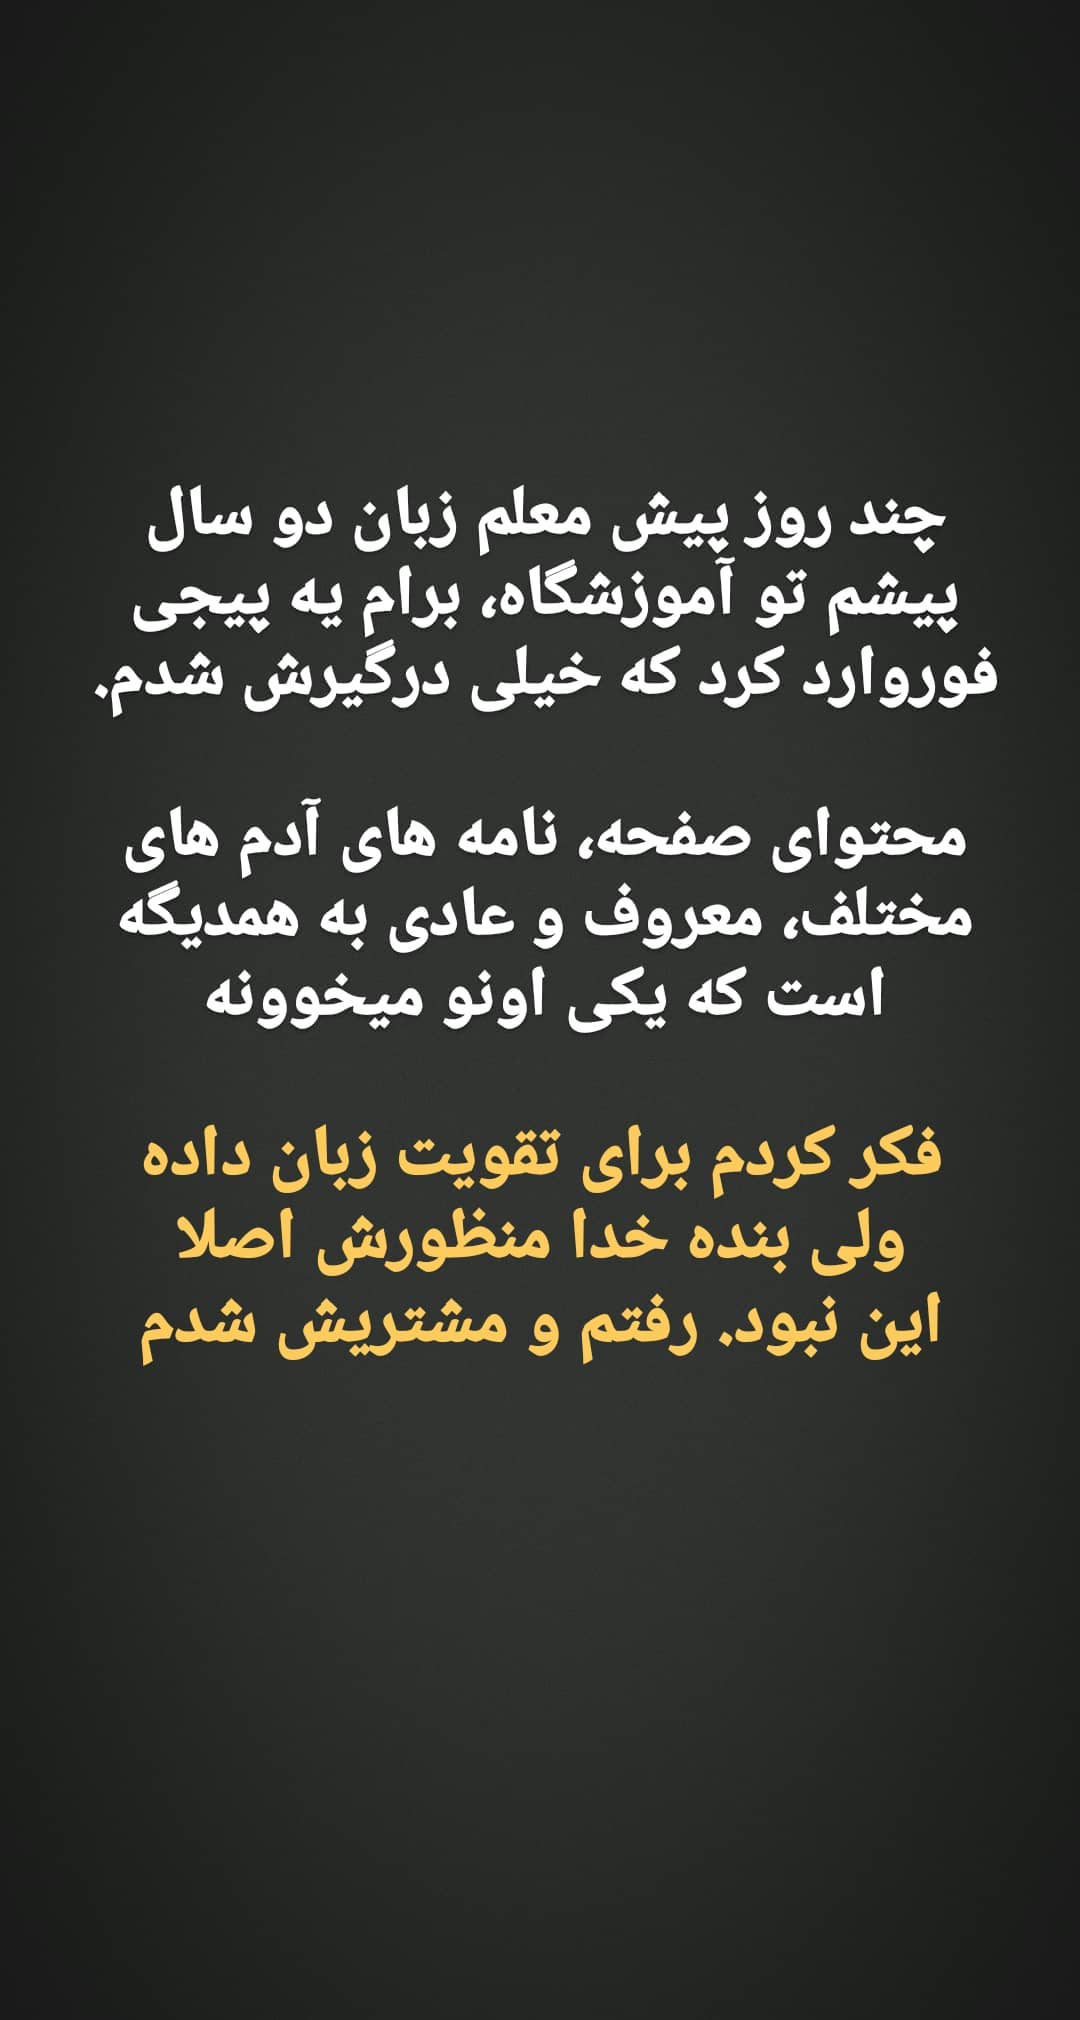 چند روز پیش معلم زبان دو سال
پیشم تو آموزشگاه، برام یه پیجی
فوروارد کرد که خیلی درگیرش شدم.
محتوای صفحه، نامه های آدم های
مختلف، معروف و عادی به همدیگه
است که یکی اونو میخوونه
فکر کردم برای تقویت زبان داده
ولی بنده خدا منظورش اصلا
این نبود. رفتم و مشتریش شدم